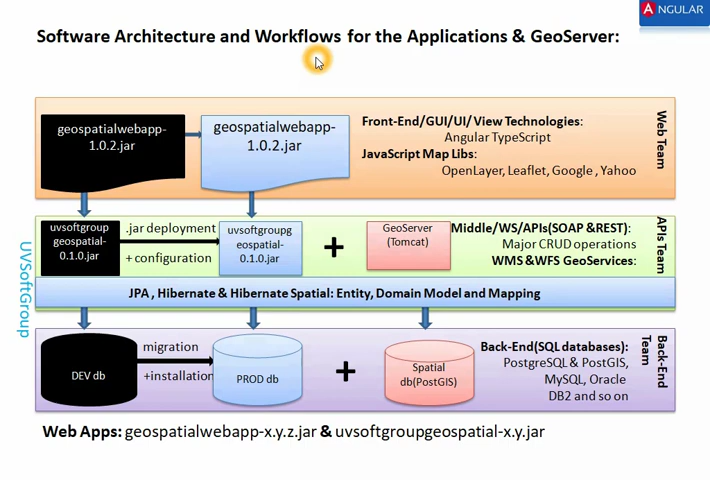 ANGULAR
Software Architecture and Workflows for the Applications & GeoServer:
geospatialwebapp-
1.0.2.jar
geospatialwebapp-
1.0.2.jar
Front-End/GUI/UI/ View Technologies:
Angular TypeScript
JavaScript Map Libs:
OpenLayer, Leaflet, Google , Yahoo
Web Team
uvsoftgroup
geospatial-
0.1.0.jar
.jar deployment
+ configuration
uvsoftgroupg
eospatial-
0.1.0.jar
+
GeoServer
(Tomcat)
Middle/WS/APIs(SOAP &REST):
Major CRUD operations
WMS &WFS GeoServices:
APIs Team
UVSoftGroup
JPA , Hibernate & Hibernate Spatial: Entity, Domain Model and Mapping
DEV db
migration
+installation
PROD db
+
Spatial
db(PostGIS)
Back-End(SQL databases):
PostgreSQL & PostGIS,
MySQL, Oracle
DB2 and so on
Back-End
Team
Web Apps: geospatialwebapp-x.y.z.jar & uvsoftgroupgeospatial-x.y.jar